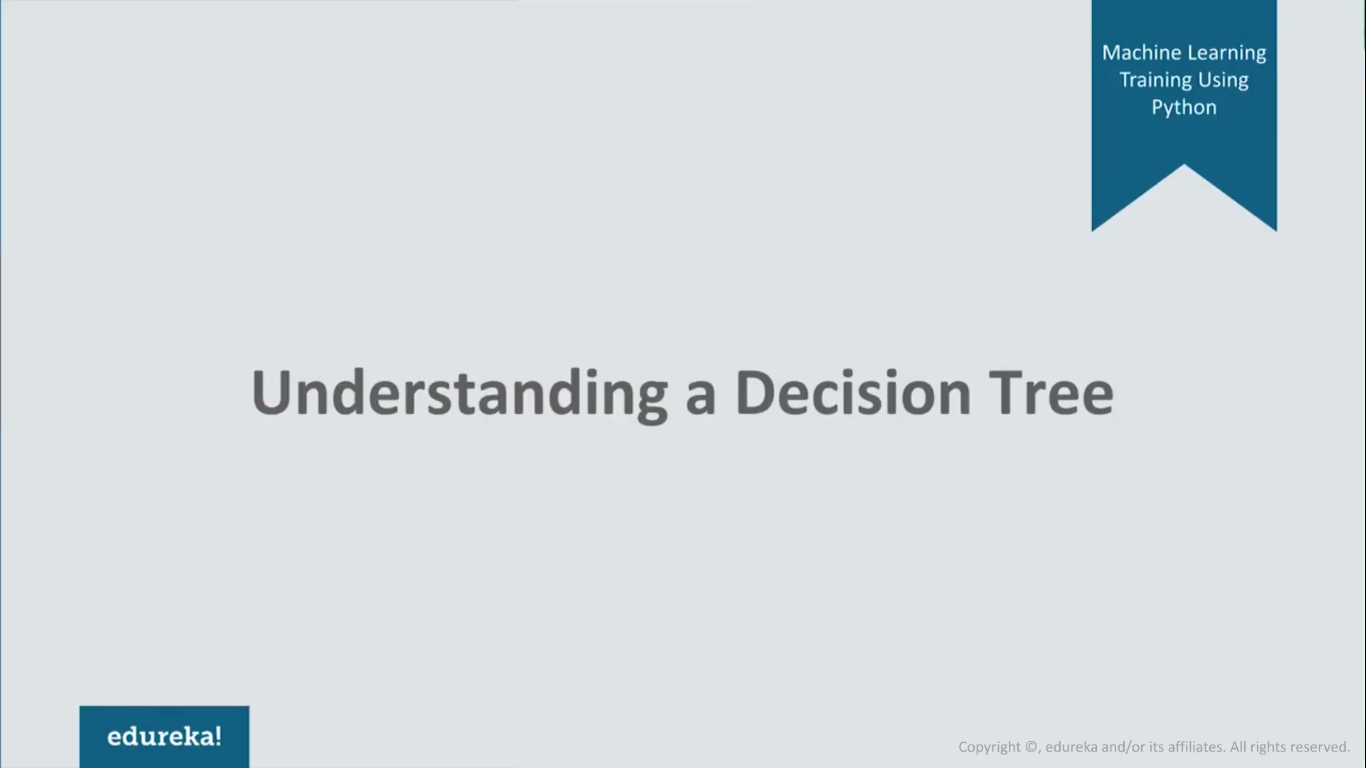 Machine Learning
Training Using
Python
Understanding a Decision Tree
edureka!
Copyright ©, edureka and/or its affiliates. All rights reserved.